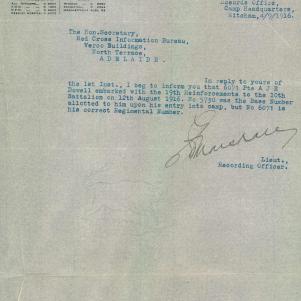 Records Office,
Camp Headquarters,
Mitcham, 4/9/1916.
The Hon.Secretary,
Red Cross Information Bureau,
Verco Buildings,
North Terrace,
A D E L A I D E.
In reply to yours of
the 1st inst., I beg to inform you that 6071 Pte A J E
Dowell embarked with the 19th Reinforcements to the 10th
Battalion on 12th August 1916. No 5730 was the Base Number
allotted to him upon his entry into camp, but No 6071 is
his correct Regimental Number.
Lieut.,
Recording Officer.